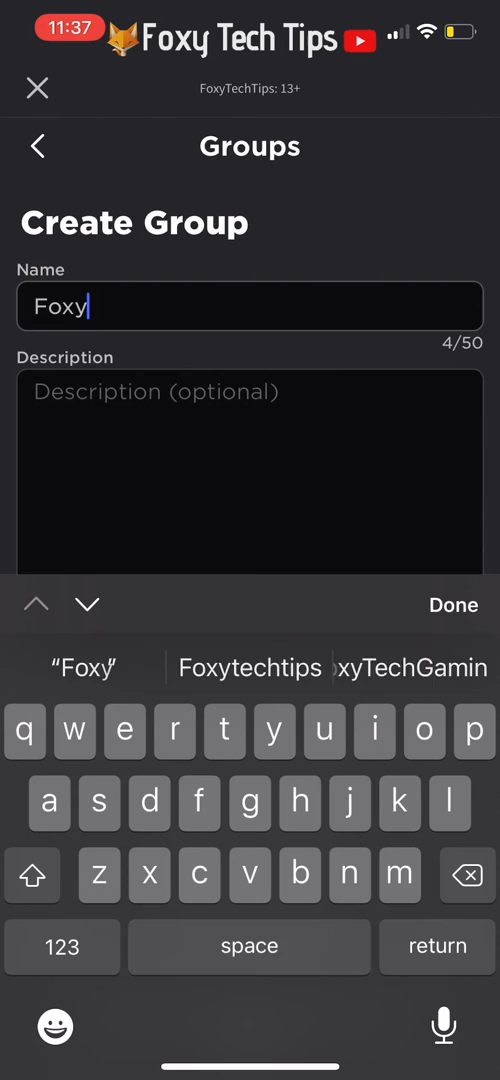 11:37
Foxy Tech Tips
FoxyTechTips: 13+
Groups
Create Group
Name
Foxy
4/50
Description
Description (optional)
Done
“Foxy” Foxytechtips oxyTechGamin
q w e r t y u i o p
a s d f g h j k l
z x c v b n m
123 space return